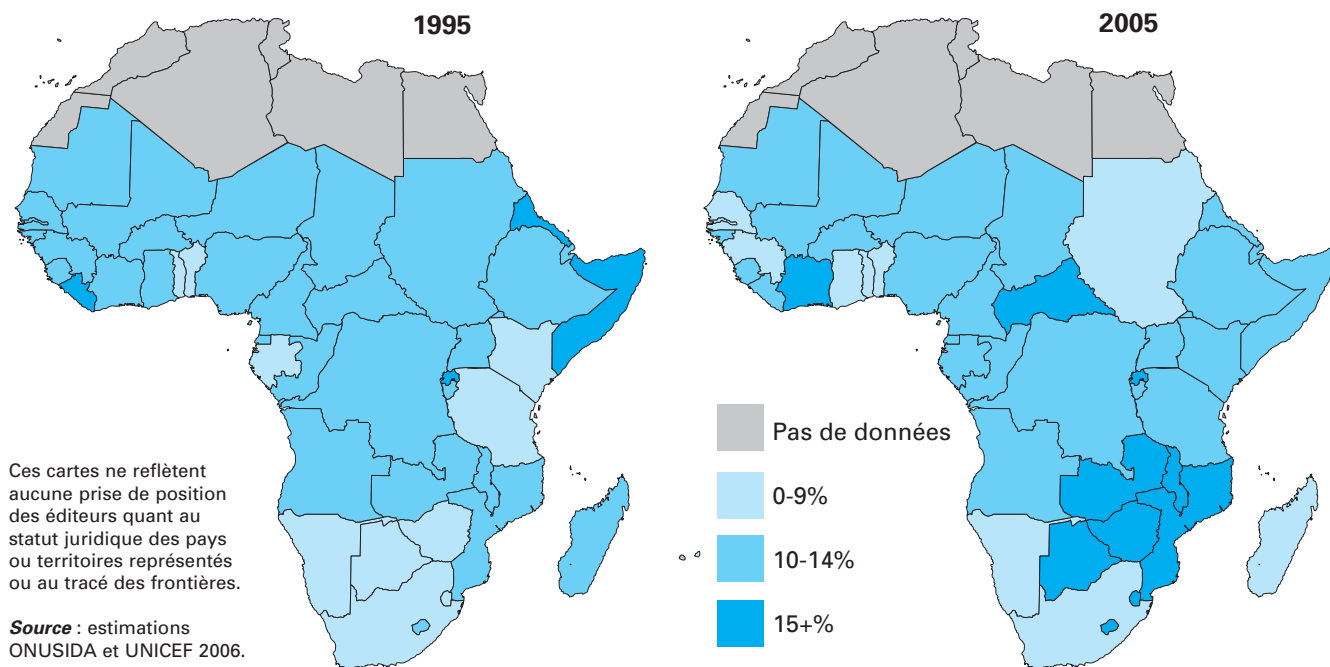 1995
2005
Ces cartes ne reflètent
aucune prise de position
des éditeurs quant au
statut juridique des pays
ou territoires représentés
ou au tracé des frontières.
Source : estimations
ONUSIDA et UNICEF 2006.
Pas de données
0-9%
10-14%
15+%